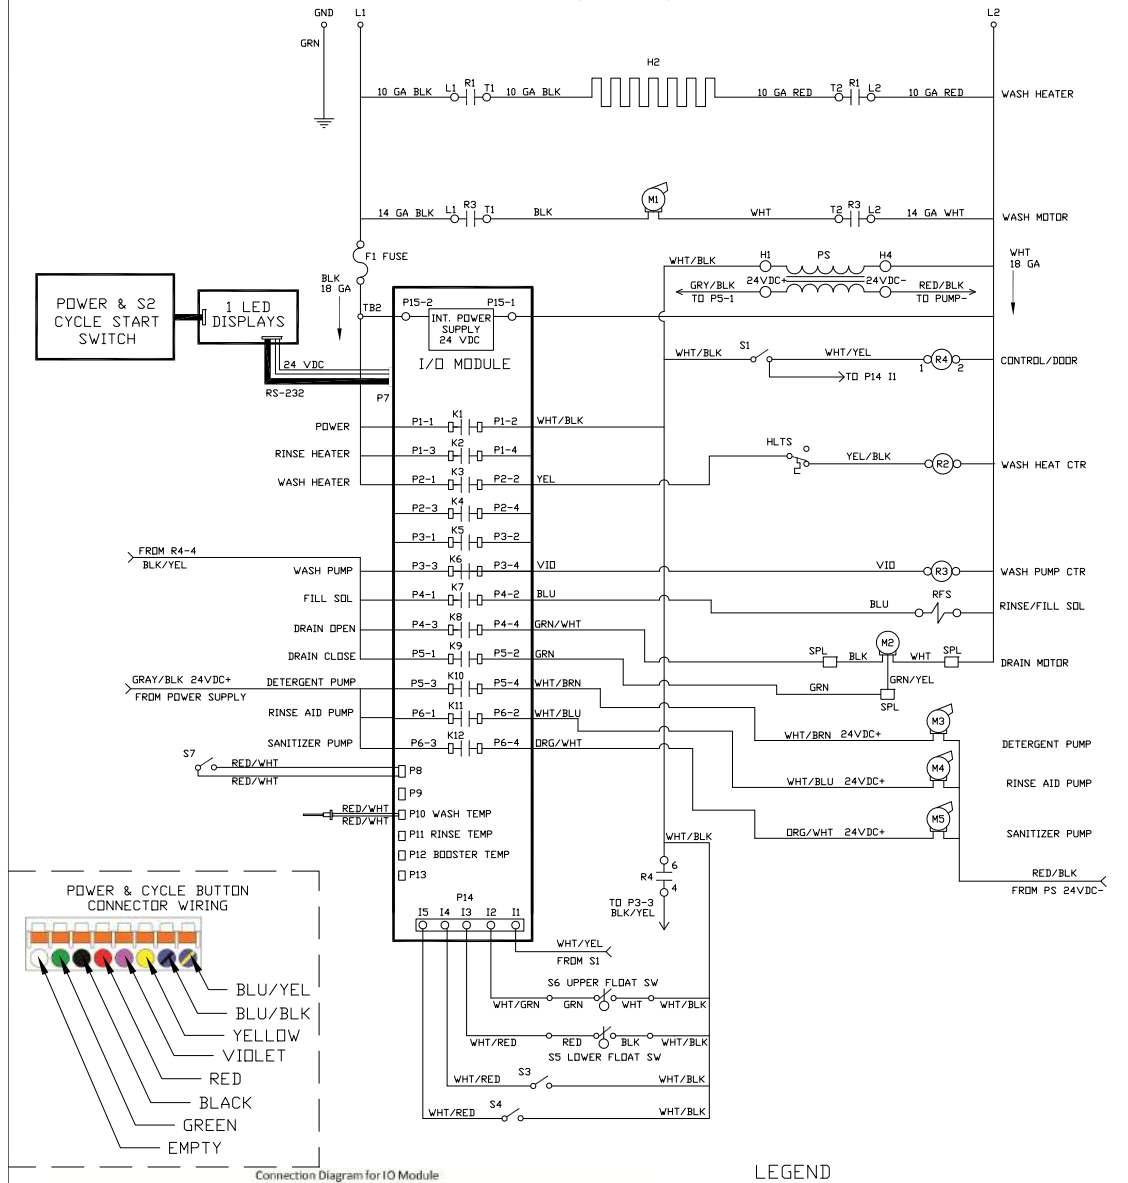 GND L1 L2
GRN
H2
10 GA BLK L1 R1 T1 10 GA BLK 10 GA RED T2 R1 L2 10 GA RED WASH HEATER
M1
14 GA BLK L1 R3 T1 BLK WHT T2 R3 L2 14 GA WHT WASH MOTOR
F1 FUSE
WHT/BLK H1 PS H4
WHT
18 GA
BLK
18 GA
GRY/BLK 24VDC+ 24VDC- RED/BLK
TO P5-1 TO PUMP-
POWER & S2
CYCLE START
SWITCH
1 LED
DISPLAYS
TB2 P15-2 P15-1
INT. POWER
SUPPLY
24 VDC
I/O MODULE
24 VDC
RS-232
P7
WHT/BLK S1 WHT/YEL R4 CONTROL/DOOR
1 2
TO P14 I1
POWER P1-1 K1 P1-2 WHT/BLK
RINSE HEATER P1-3 K2 P1-4
HLTS
YEL/BLK R2 WASH HEAT CTR
WASH HEATER P2-1 K3 P2-2 YEL
P2-3 K4 P2-4
P3-1 K5 P3-2
FROM R4-4
BLK/YEL
WASH PUMP P3-3 K6 P3-4 VIO VIO R3 WASH PUMP CTR
FILL SOL P4-1 K7 P4-2 BLU BLU RFS RINSE/FILL SOL
DRAIN OPEN P4-3 K8 P4-4 GRN/WHT
M2
SPL BLK WHT SPL DRAIN MOTOR
DRAIN CLOSE P5-1 K9 P5-2 GRN
GRN GRN/YEL
SPL
GRAY/BLK 24VDC+
FROM POWER SUPPLY
DETERGENT PUMP P5-3 K10 P5-4 WHT/BRN
RINSE AID PUMP P6-1 K11 P6-2 WHT/BLU
M3
WHT/BRN 24VDC+ DETERGENT PUMP
SANITIZER PUMP P6-3 K12 P6-4 ORG/WHT
S7 RED/WHT
RED/WHT
P8
M4
WHT/BLU 24VDC+ RINSE AID PUMP
P9
RED/WHT
RED/WHT
P10 WASH TEMP
M5
ORG/WHT 24VDC+ SANITIZER PUMP
P11 RINSE TEMP
WHT/BLK
P12 BOOSTER TEMP
P13
6
R4
4
RED/BLK
FROM PS 24VDC-
TO P3-3
BLK/YEL
P14
I5 I4 I3 I2 I1
WHT/YEL
FROM S1
S6 UPPER FLOAT SW
WHT/GRN GRN WHT WHT/BLK
WHT/RED RED BLK WHT/BLK
S5 LOWER FLOAT SW
WHT/RED S3 WHT/BLK
WHT/RED S4 WHT/BLK
POWER & CYCLE BUTTON
CONNECTOR WIRING
BLU/YEL
BLU/BLK
YELLOW
VIOLET
RED
BLACK
GREEN
EMPTY
Connection Diagram for IO Module
LEGEND